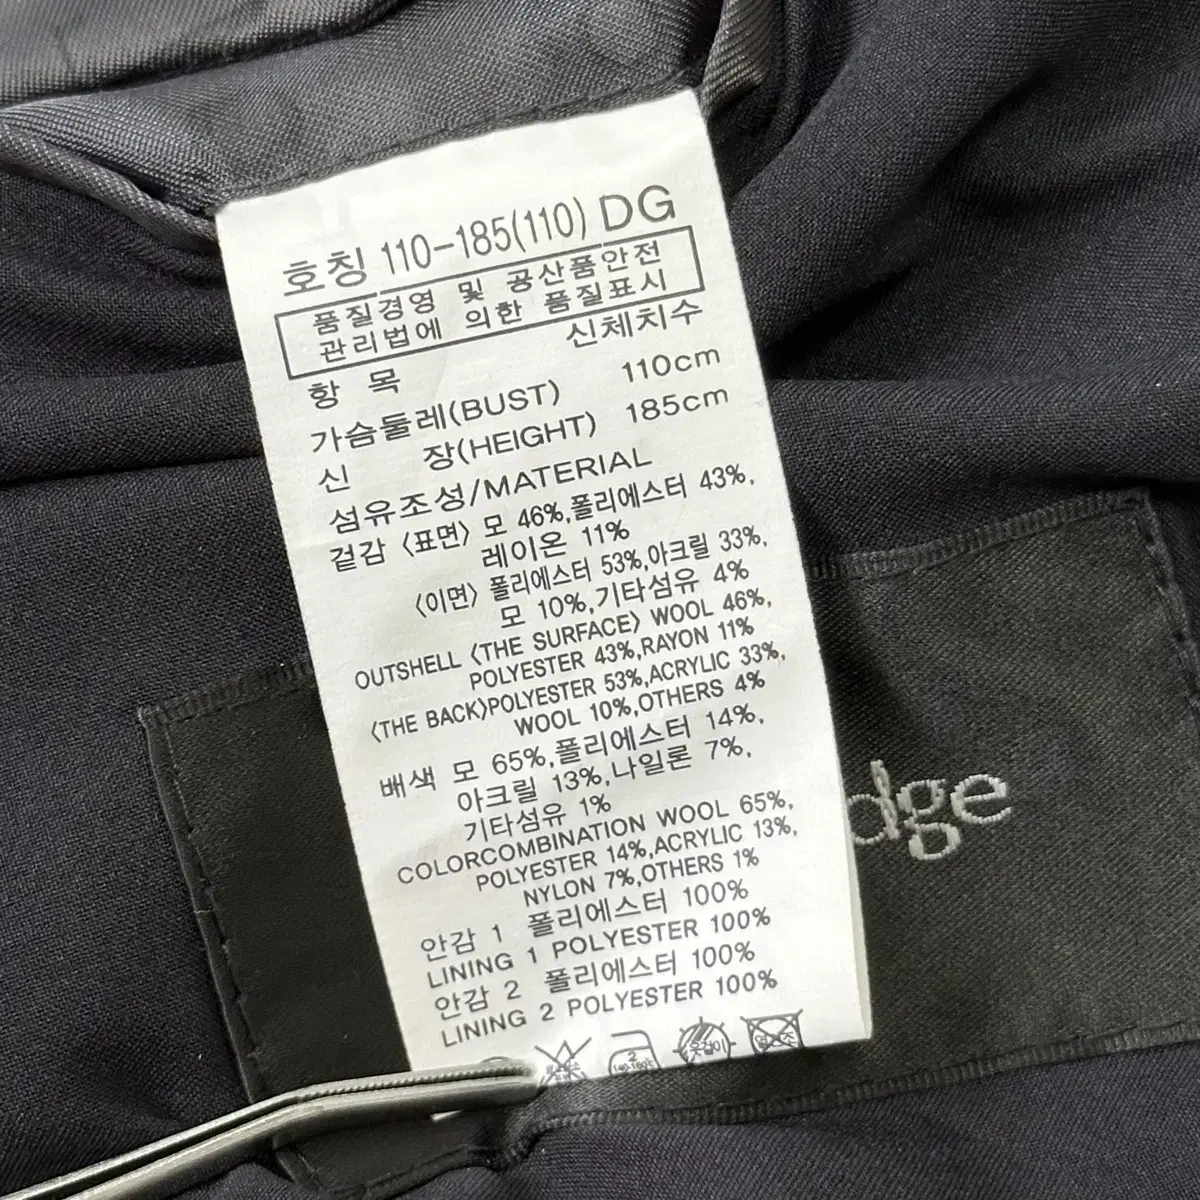 호칭 110-185(110) DG
품질경영 및 공산품안전
관리법에 의한 품질표시
항 목 신체치수
가슴둘레(BUST) 110cm
신 장(HEIGHT) 185cm
섬유조성/MATERIAL
겉감 〈표면〉 모 46%,폴리에스터 43%,
레이온 11%
〈이면〉 폴리에스터 53%,아크릴 33%,
모 10%,기타섬유 4%
OUTSHELL 〈THE SURFACE〉 WOOL 46%,
POLYESTER 43%,RAYON 11%
〈THE BACK〉POLYESTER 53%,ACRYLIC 33%,
WOOL 10%,OTHERS 4%
배색 모 65%,폴리에스터 14%,
아크릴 13%,나일론 7%,
기타섬유 1%
COLORCOMBINATION WOOL 65%,
POLYESTER 14%,ACRYLIC 13%,
NYLON 7%,OTHERS 1%
안감 1 폴리에스터 100%
LINING 1 POLYESTER 100%
안감 2 폴리에스터 100%
LINING 2 POLYESTER 100%
2
옷걸이
dge